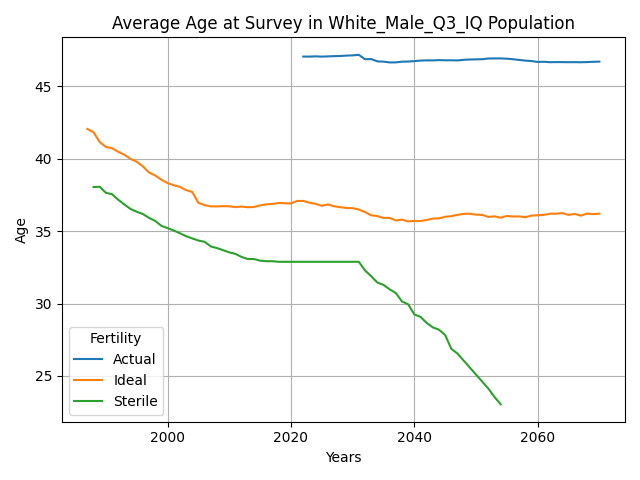 Average Age at Survey in White_Male_Q3_IQ Population
Age
45
40
35
30
25
Fertility
Actual
Ideal
Sterile
2000
2020
2040
2060
Years